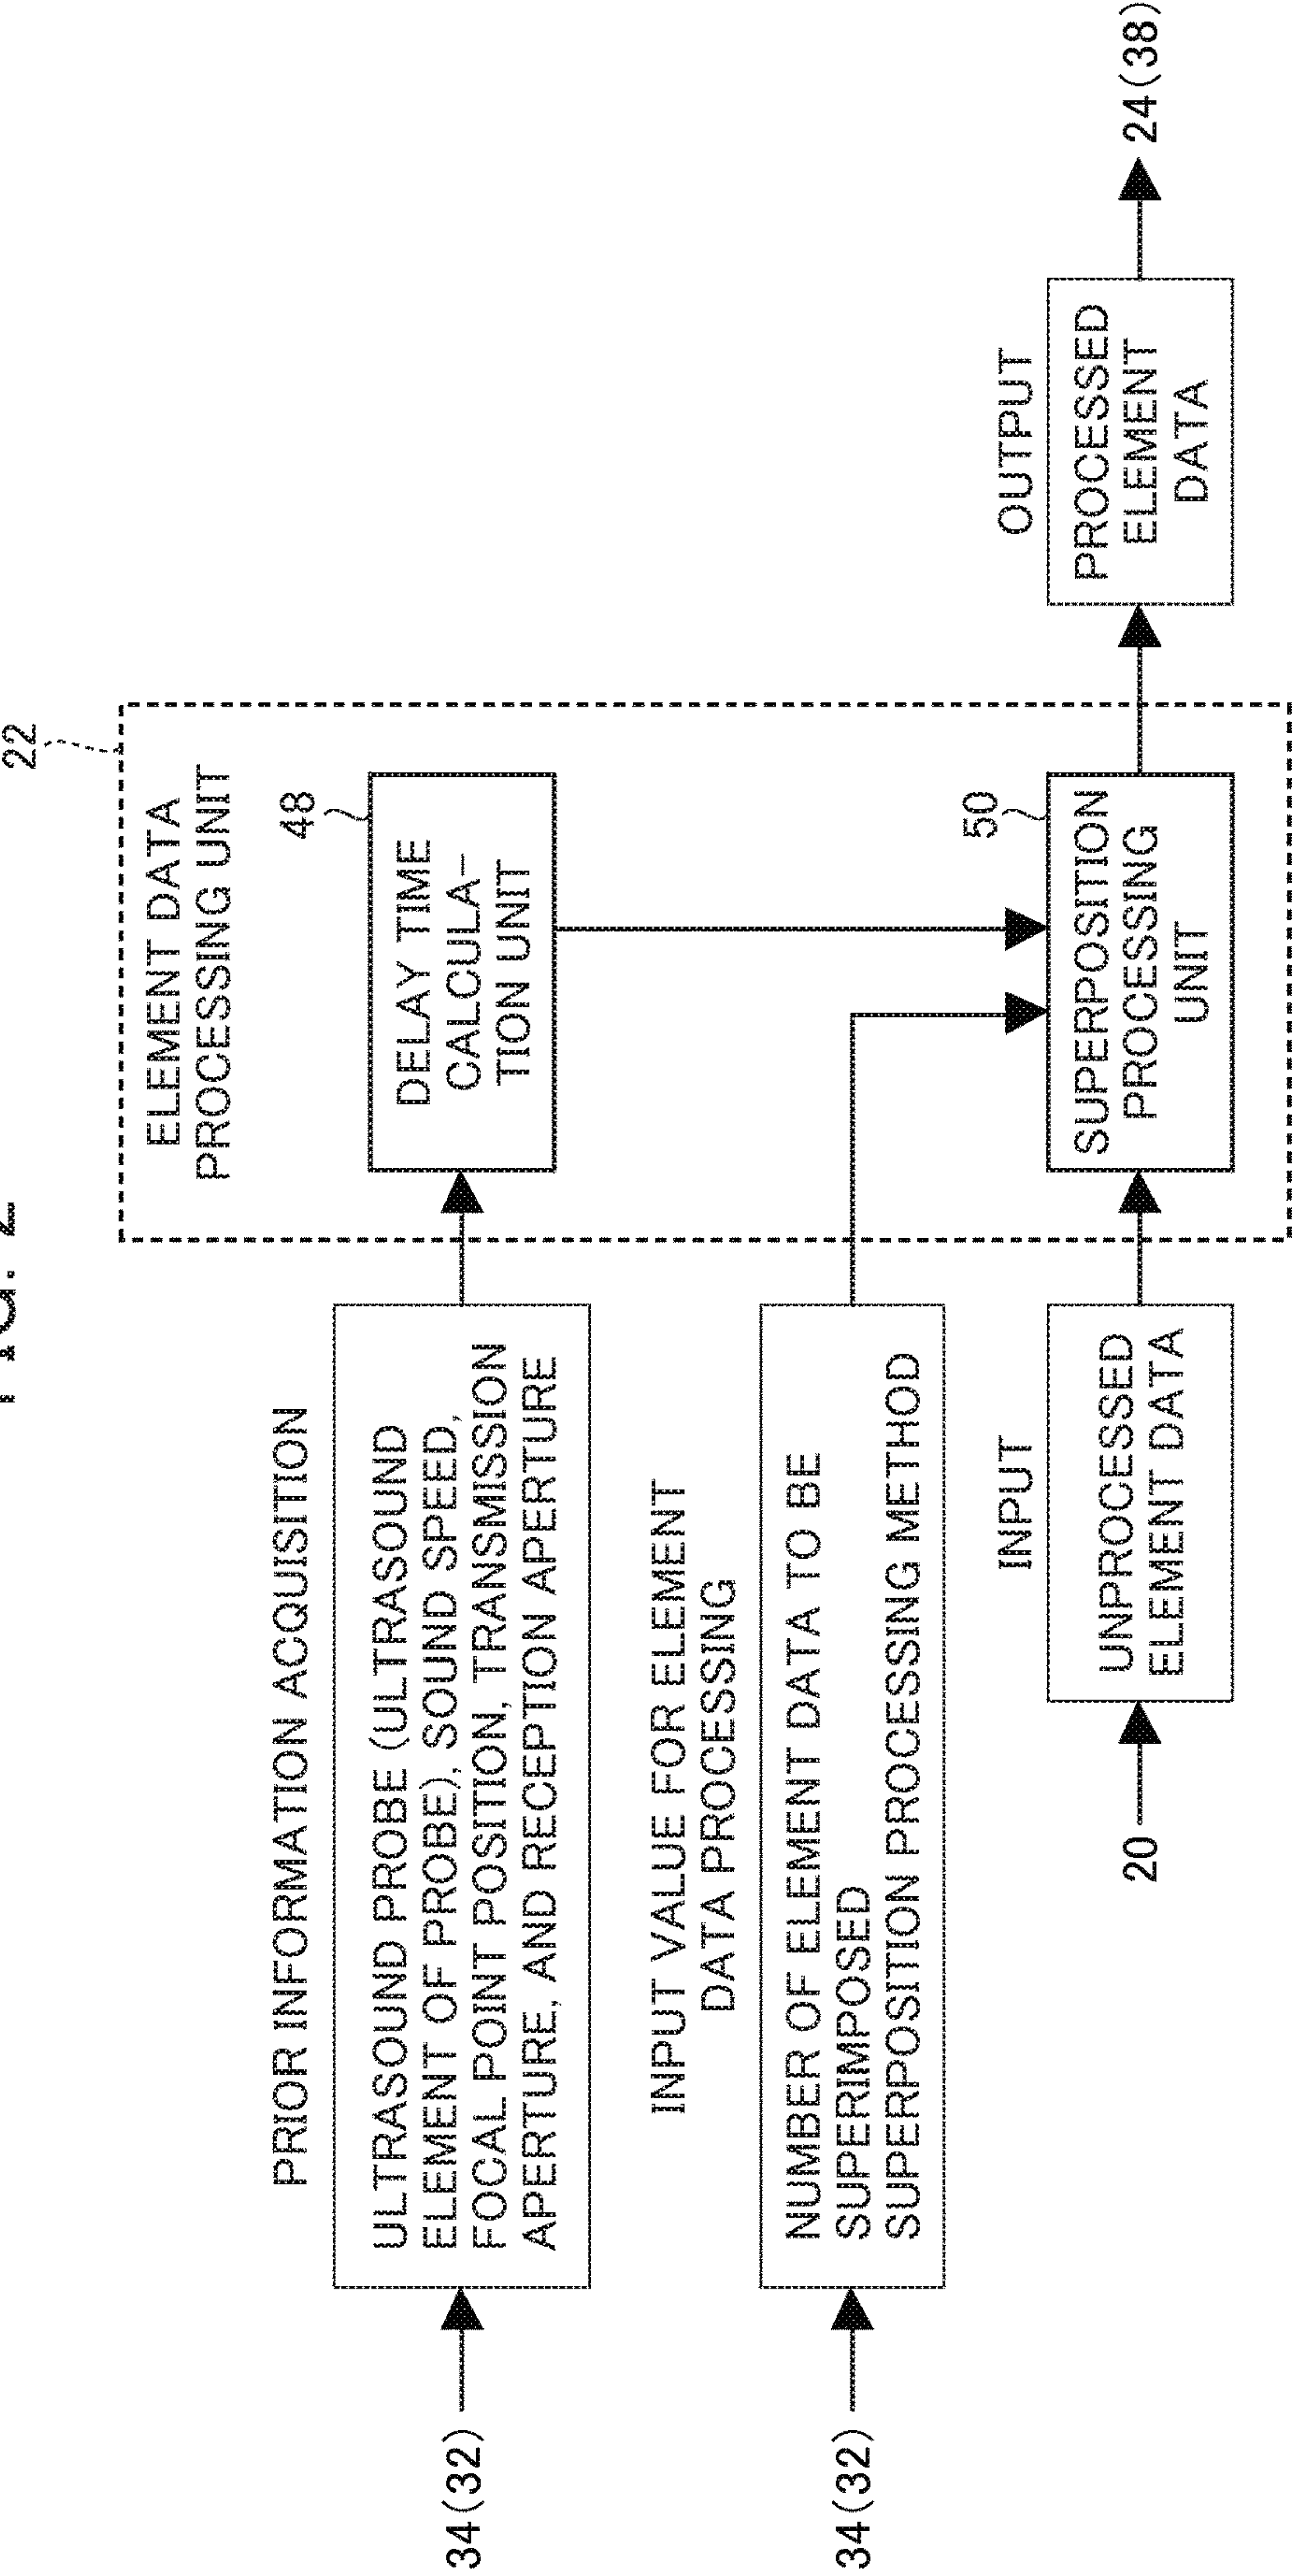 FIG. 2
22
ELEMENT DATA
PROCESSING UNIT
PRIOR INFORMATION ACQUISITION
34(32)
ULTRASOUND PROBE (ULTRASOUND
ELEMENT OF PROBE), SOUND SPEED,
FOCAL POINT POSITION, TRANSMISSION
APERTURE, AND RECEPTION APERTURE
48
DELAY TIME
CALCULA-
TION UNIT
INPUT VALUE FOR ELEMENT
DATA PROCESSING
34(32)
NUMBER OF ELEMENT DATA TO BE
SUPERIMPOSED
SUPERPOSITION PROCESSING METHOD
INPUT
20
UNPROCESSED
ELEMENT DATA
50
SUPERPOSITION
PROCESSING
UNIT
OUTPUT
PROCESSED
ELEMENT
DATA
24(38)